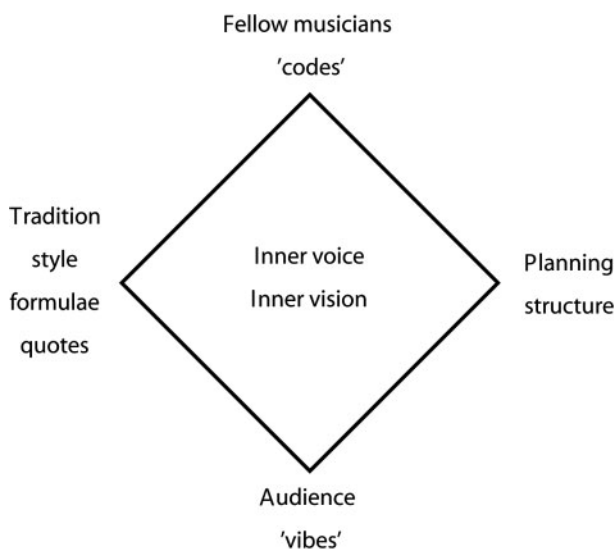 Fellow musicians
’codes’
Tradition
style
formulae
quotes
Inner voice
Inner vision
Planning
structure
Audience
’vibes’